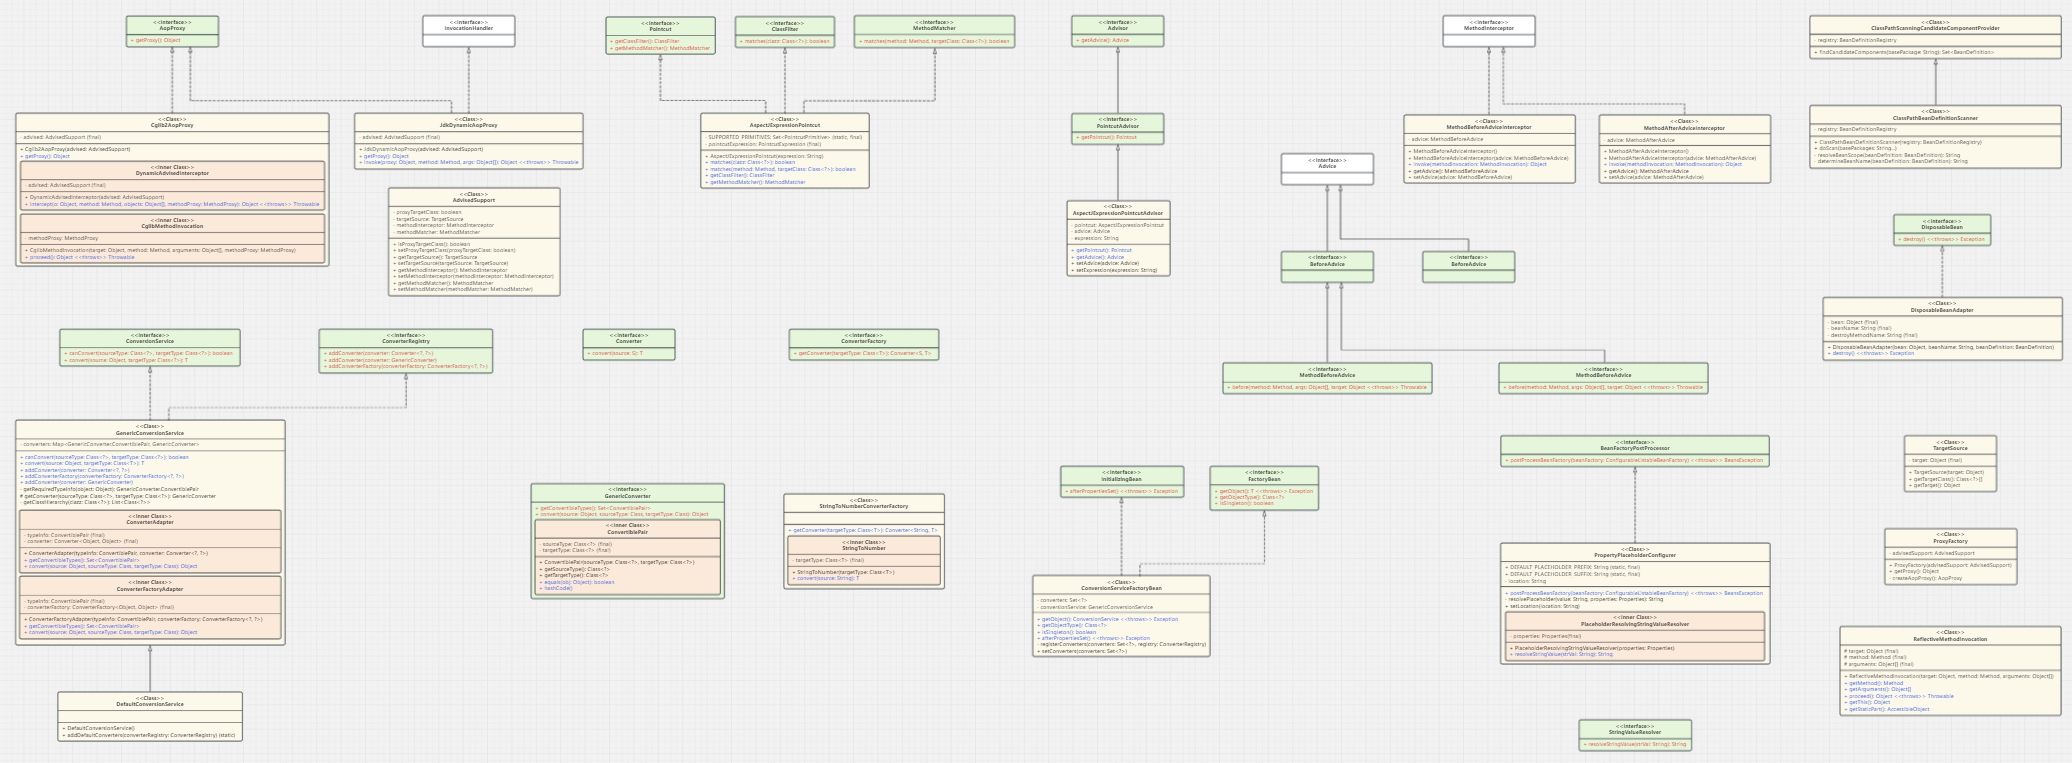 <<Interface>>
AopProxy
+ getProxy(): Object
<<Interface>>
InvocationHandler
<<Interface>>
Pointcut
+ getClassFilter(): ClassFilter
+ getMethodMatcher(): MethodMatcher
<<Interface>>
ClassFilter
+ matches(class: Class<?>): boolean
<<Interface>>
MethodMatcher
+ matches(method: Method, targetClass: Class<?>): boolean
<<Interface>>
Advisor
+ getAdvice(): Advice
<<Interface>>
MethodInterceptor
<<Class>>
ClassPathScanningCandidateComponentProvider
- registry: BeanDefinitionRegistry
+ findCandidateComponents(basePackage: String): Set<BeanDefinition>
<<Class>>
Cglib2AopProxy
- advised: AdvisedSupport (final)
+ Cglib2AopProxy(advised: AdvisedSupport)
+ getProxy(): Object
<<Inner Class>>
DynamicAdvisedInterceptor
- advised: AdvisedSupport (final)
+ DynamicAdvisedInterceptor(advised: AdvisedSupport)
+ intercept(o: Object, method: Method, objects: Object[], methodProxy: MethodProxy): Object <<throws>> Throwable
<<Inner Class>>
CglibMethodInvocation
- methodProxy: MethodProxy
+ CglibMethodInvocation(target: Object, method: Method, arguments: Object[], methodProxy: MethodProxy)
+ proceed(): Object <<throws>> Throwable
<<Class>>
JdkDynamicAopProxy
- advised: AdvisedSupport (final)
+ JdkDynamicAopProxy(advised: AdvisedSupport)
+ getProxy(): Object
+ invoke(proxy: Object, method: Method, args: Object[]): Object <<throws>> Throwable
<<Class>>
AdvisedSupport
- proxyTargetClass: boolean
- targetSource: TargetSource
- methodInterceptor: MethodInterceptor
- methodMatcher: MethodMatcher
+ isProxyTargetClass(): boolean
+ setProxyTargetClass(proxyTargetClass: boolean)
+ getTargetSource(): TargetSource
+ setTargetSource(targetSource: TargetSource)
+ getMethodInterceptor(): MethodInterceptor
+ setMethodInterceptor(methodInterceptor: MethodInterceptor)
+ getMethodMatcher(): MethodMatcher
+ setMethodMatcher(methodMatcher: MethodMatcher)
<<Class>>
AspectJExpressionPointcut
- SUPPORTED_PRIMITIVES: Set<PointcutPrimitive> (static, final)
- pointcutExpression: PointcutExpression (final)
+ AspectJExpressionPointcut(expression: String)
+ matches(class: Class<?>): boolean
+ matches(method: Method, targetClass: Class<?>): boolean
+ getClassFilter(): ClassFilter
+ getMethodMatcher(): MethodMatcher
<<Interface>>
PointcutAdvisor
+ getPointcut(): Pointcut
<<Class>>
AspectJExpressionPointcutAdvisor
- pointcut: AspectJExpressionPointcut
- advice: Advice
- expression: String
+ getPointcut(): Pointcut
+ getAdvice(): Advice
+ setAdvice(advice: Advice)
+ setExpression(expression: String)
<<Interface>>
Advice
<<Interface>>
BeforeAdvice
<<Interface>>
BeforeAdvice
<<Interface>>
MethodBeforeAdvice
+ before(method: Method, args: Object[], target: Object <<throws>> Throwable
<<Interface>>
MethodBeforeAdvice
+ before(method: Method, args: Object[], target: Object <<throws>> Throwable
<<Class>>
MethodBeforeAdviceInterceptor
- advice: MethodBeforeAdvice
+ MethodBeforeAdviceInterceptor()
+ MethodBeforeAdviceInterceptor(advice: MethodBeforeAdvice)
+ invoke(methodInvocation: MethodInvocation): Object
+ getAdvice(): MethodBeforeAdvice
+ setAdvice(advice: MethodBeforeAdvice)
<<Class>>
MethodAfterAdviceInterceptor
- advice: MethodAfterAdvice
+ MethodAfterAdviceInterceptor()
+ MethodAfterAdviceInterceptor(advice: MethodAfterAdvice)
+ invoke(methodInvocation: MethodInvocation): Object
+ getAdvice(): MethodAfterAdvice
+ setAdvice(advice: MethodAfterAdvice)
<<Class>>
ClassPathBeanDefinitionScanner
- registry: BeanDefinitionRegistry
+ ClassPathBeanDefinitionScanner(registry: BeanDefinitionRegistry)
+ doScan(basePackages: String...)
- resolveBeanScope(beanDefinition: BeanDefinition): String
- determineBeanName(beanDefinition: BeanDefinition): String
<<Interface>>
DisposableBean
+ destroy() <<throws>> Exception
<<Class>>
DisposableBeanAdapter
- bean: Object (final)
- beanName: String (final)
- destroyMethodName: String (final)
+ DisposableBeanAdapter(bean: Object, beanName: String, beanDefinition: BeanDefinition)
+ destroy() <<throws>> Exception
<<Interface>>
ConversionService
+ canConvert(sourceType: Class<?>, targetType: Class<?>): boolean
+ convert(source: Object, targetType: Class<T>): T
<<Interface>>
ConverterRegistry
+ addConverter(converter: Converter<?, ?>)
+ addConverter(converter: GenericConverter)
+ addConverterFactory(converterFactory: ConverterFactory<?, ?>)
<<Interface>>
Converter
+ convert(source: S): T
<<Interface>>
ConverterFactory
+ getConverter(targetType: Class<T>): Converter<S, T>
<<Class>>
GenericConversionService
- converters: Map<GenericConverter.ConvertiblePair, GenericConverter>
+ canConvert(sourceType: Class<?>, targetType: Class<?>): boolean
+ convert(source: Object, targetType: Class<T>): T
+ addConverter(converter: Converter<?, ?>)
+ addConverterFactory(converterFactory: ConverterFactory<?, ?>)
+ addConverter(converter: GenericConverter)
- getRequiredTypeInfo(object: Object): GenericConverter.ConvertiblePair
# getConverter(sourceType: Class<?>, targetType: Class<?>): GenericConverter
- getClassHierarchy(clazz: Class<?>): List<Class<?>>
<<Inner Class>>
ConverterAdapter
- typeInfo: ConvertiblePair (final)
- converter: Converter<Object, Object> (final)
+ ConverterAdapter(typeInfo: ConvertiblePair, converter: Converter<?, ?>)
+ getConvertibleTypes(): Set<ConvertiblePair>
+ convert(source: Object, sourceType: Class, targetType: Class): Object
<<Inner Class>>
ConverterFactoryAdapter
- typeInfo: ConvertiblePair (final)
- converterFactory: ConverterFactory<Object, Object> (final)
+ ConverterFactoryAdapter(typeInfo: ConvertiblePair, converterFactory: ConverterFactory<?, ?>)
+ getConvertibleTypes(): Set<ConvertiblePair>
+ convert(source: Object, sourceType: Class, targetType: Class): Object
<<Class>>
DefaultConversionService
+ DefaultConversionService()
+ addDefaultConverters(converterRegistry: ConverterRegistry) (static)
<<Interface>>
GenericConverter
+ getConvertibleTypes(): Set<ConvertiblePair>
+ convert(source: Object, sourceType: Class, targetType: Class): Object
<<Inner Class>>
ConvertiblePair
- sourceType: Class<?> (final)
- targetType: Class<?> (final)
+ ConvertiblePair(sourceType: Class<?>, targetType: Class<?>)
+ getSourceType(): Class<?>
+ getTargetType(): Class<?>
+ equals(obj: Object): boolean
+ hashCode()
<<Class>>
StringToNumberConverterFactory
+ getConverter(targetType: Class<T>): Converter<String, T>
<<Inner Class>>
StringToNumber
- targetType: Class<T> (final)
+ StringToNumber(targetType: Class<T>)
+ convert(source: String): T
<<Interface>>
InitializingBean
+ afterPropertiesSet() <<throws>> Exception
<<Interface>>
FactoryBean
+ getObject(): T <<throws>> Exception
+ getObjectType(): Class<?>
+ isSingleton(): boolean
<<Class>>
ConversionServiceFactoryBean
- converters: Set<?>
- conversionService: GenericConversionService
+ getObject(): ConversionService <<throws>> Exception
+ getObjectType(): Class<?>
+ isSingleton(): boolean
+ afterPropertiesSet() <<throws>> Exception
- registerConverters(converters: Set<?>, registry: ConverterRegistry)
+ setConverters(converters: Set<?>)
<<Interface>>
BeanFactoryPostProcessor
+ postProcessBeanFactory(beanFactory: ConfigurableListableBeanFactory) <<throws>> BeansException
<<Class>>
PropertyPlaceholderConfigurer
+ DEFAULT_PLACEHOLDER_PREFIX: String (static, final)
+ DEFAULT_PLACEHOLDER_SUFFIX: String (static, final)
- location: String
+ postProcessBeanFactory(beanFactory: ConfigurableListableBeanFactory) <<throws>> BeansException
- resolvePlaceholder(value: String, properties: Properties): String
+ setLocation(location: String)
<<Inner Class>>
PlaceholderResolvingStringValueResolver
- properties: Properties(final)
+ PlaceholderResolvingStringValueResolver(properties: Properties)
+ resolveStringValue(strVal: String): String
<<Interface>>
StringValueResolver
+ resolveStringValue(strVal: String): String
<<Class>>
TargetSource
- target: Object (final)
+ TargetSource(target: Object)
+ getTargetClass(): Class<?>[]
+ getTarget(): Object
<<Class>>
ProxyFactory
- advisedSupport: AdvisedSupport
+ ProxyFactory(advisedSupport: AdvisedSupport)
+ getProxy(): Object
- createAopProxy(): AopProxy
<<Class>>
ReflectiveMethodInvocation
# target: Object (final)
# method: Method (final)
# arguments: Object[] (final)
+ ReflectiveMethodInvocation(target: Object, method: Method, arguments: Object[])
+ getMethod(): Method
+ getArguments(): Object[]
+ proceed(): Object <<throws>> Throwable
+ getThis(): Object
+ getStaticPart(): AccessibleObject